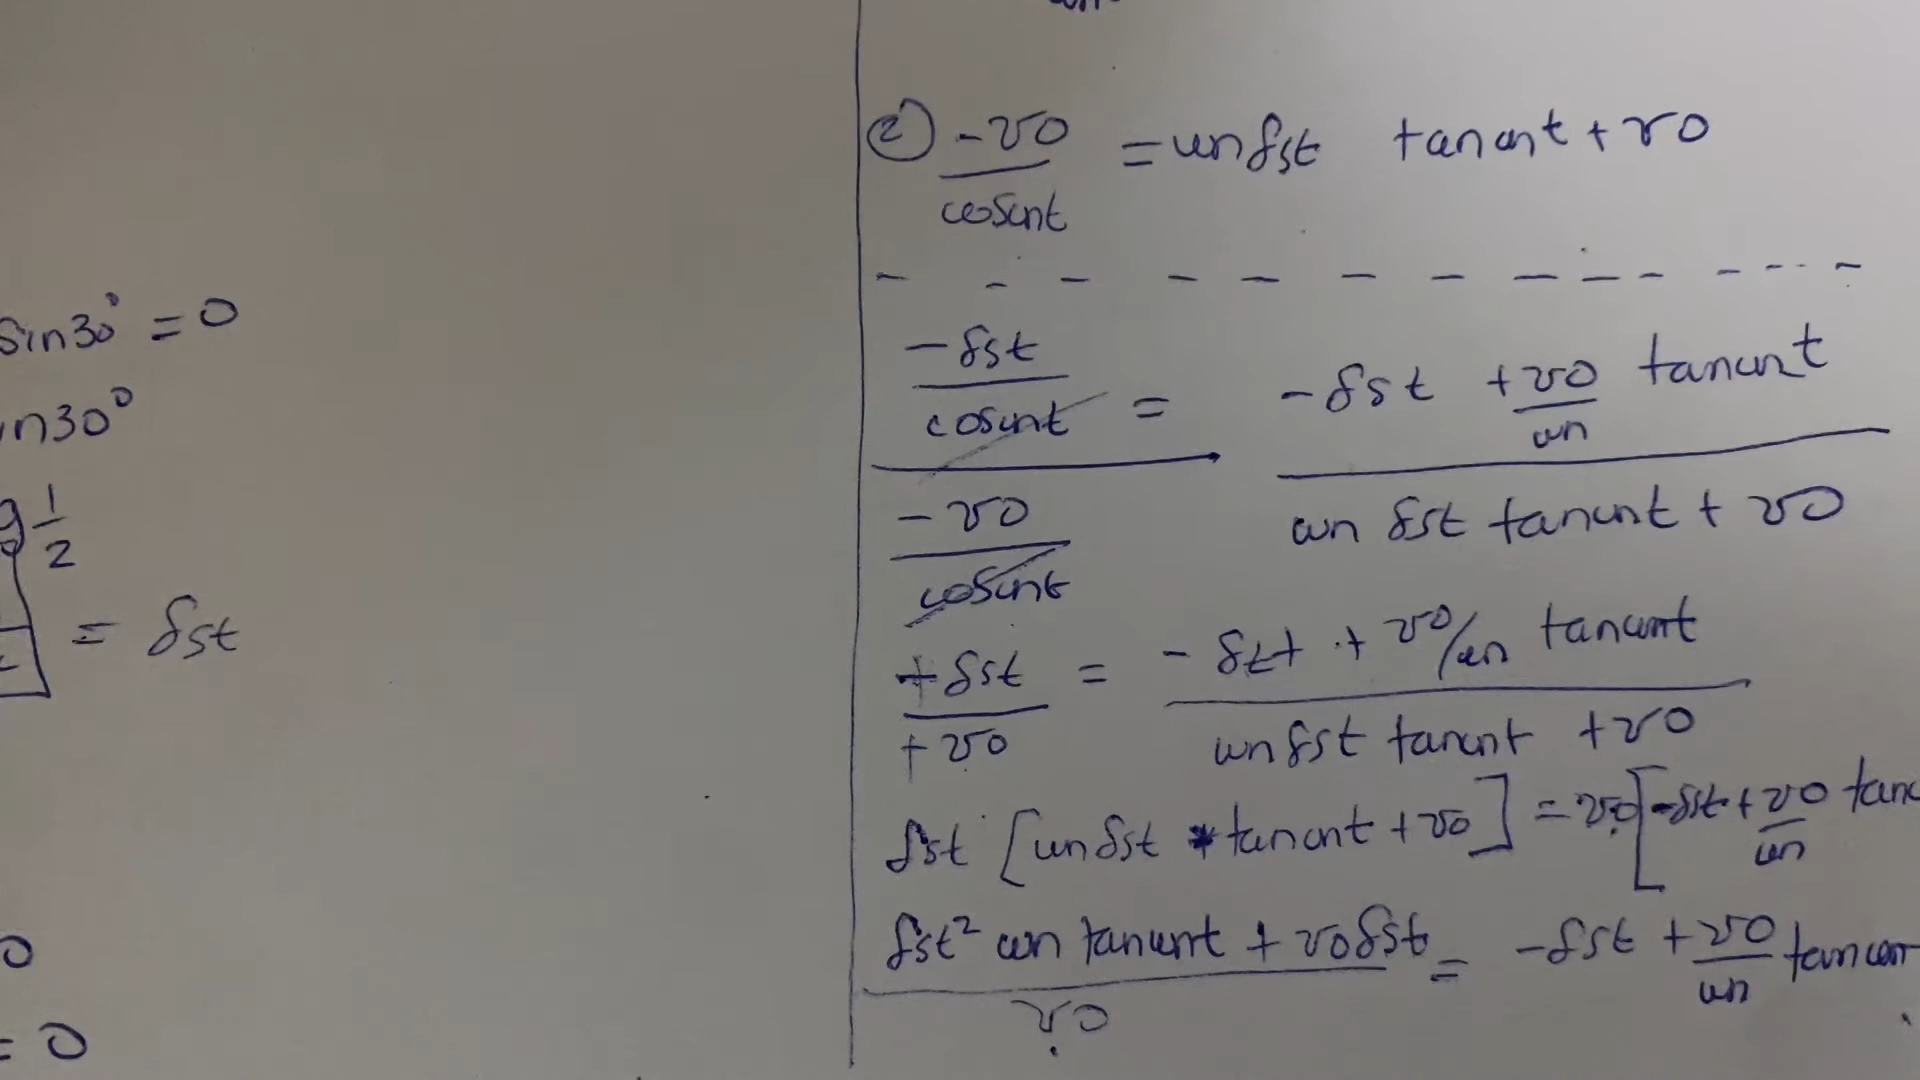 sin30° = 0
in30°
g 1/2
= δst
0
= 0
② -v0/cosωnt = ωnδst tanωnt + v0
-δst/cosωnt = -δst + v0/ωn tanωnt
-v0/cosωnt ωn δst tanωnt + v0
+δst/+v0 = -δst + v0/ωn tanωnt / ωnδst tanωnt + v0
δst [ωnδst * tanωnt + v0] = v0[-δst + v0/ωn tanω
δst² ωn tanωnt + v0δst / v0 = -δst + v0/ωn tanωn